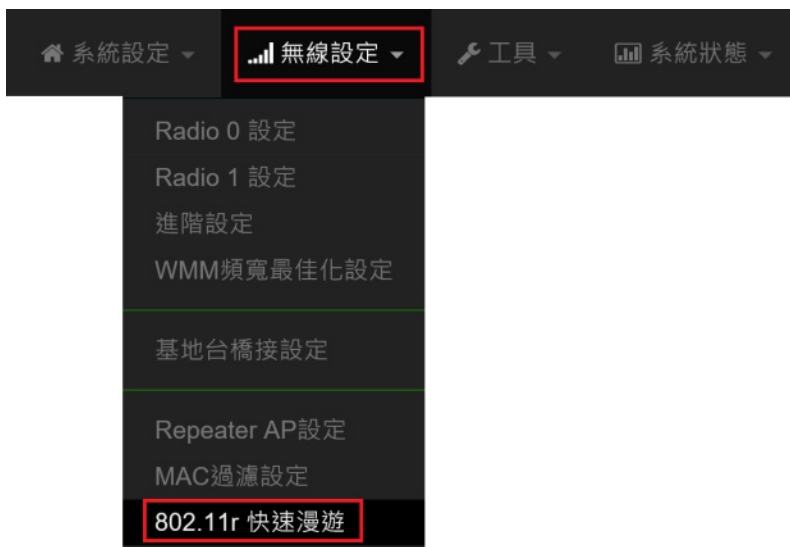 系統設定 無線設定 工具 系統狀態
Radio 0 設定
Radio 1 設定
進階設定
WMM頻寬最佳化設定
基地台橋接設定
Repeater AP設定
MAC過濾設定
802.11r 快速漫遊